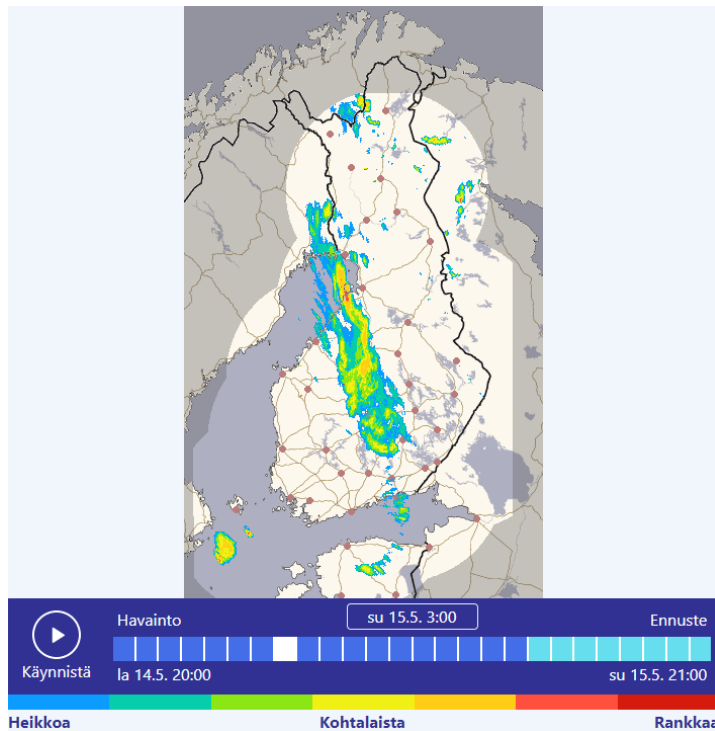 Havainto
su 15.5. 3:00
Ennuste
Käynnistä
la 14.5. 20:00
su 15.5. 21:00
Heikkoa
Kohtalaista
Rankkaa